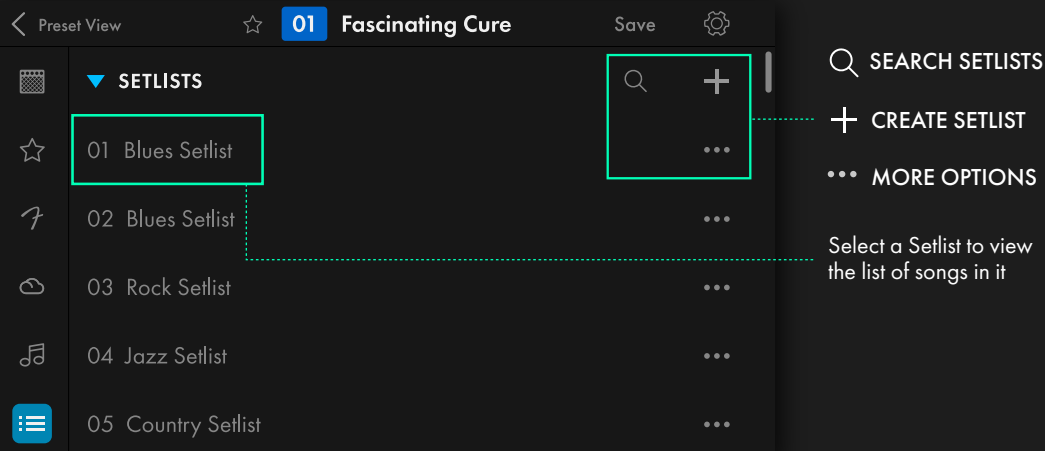 Preset View
01 Fascinating Cure
Save
SETLISTS
01 Blues Setlist
02 Blues Setlist
03 Rock Setlist
04 Jazz Setlist
05 Country Setlist
SEARCH SETLISTS
CREATE SETLIST
MORE OPTIONS
Select a Setlist to view
the list of songs in it